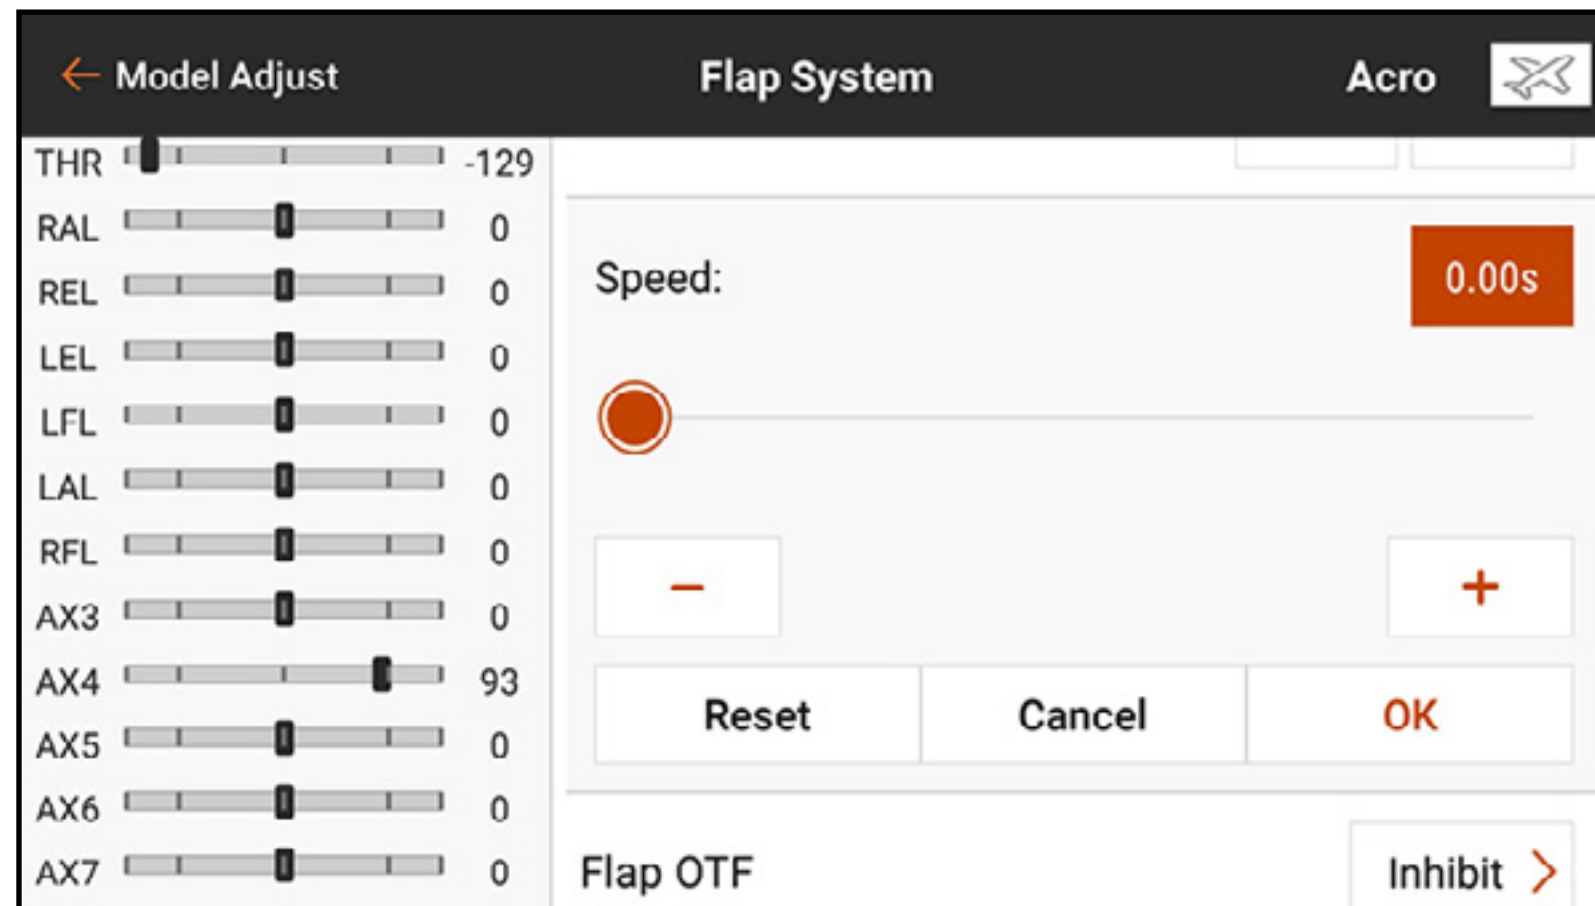 ← Model Adjust Flap System Acro
THR -129
RAL 0
REL 0
LEL 0
LFL 0
LAL 0
RFL 0
AX3 0
AX4 93
AX5 0
AX6 0
AX7 0
Speed: 0.00s
− +
Reset Cancel OK
Flap OTF Inhibit >